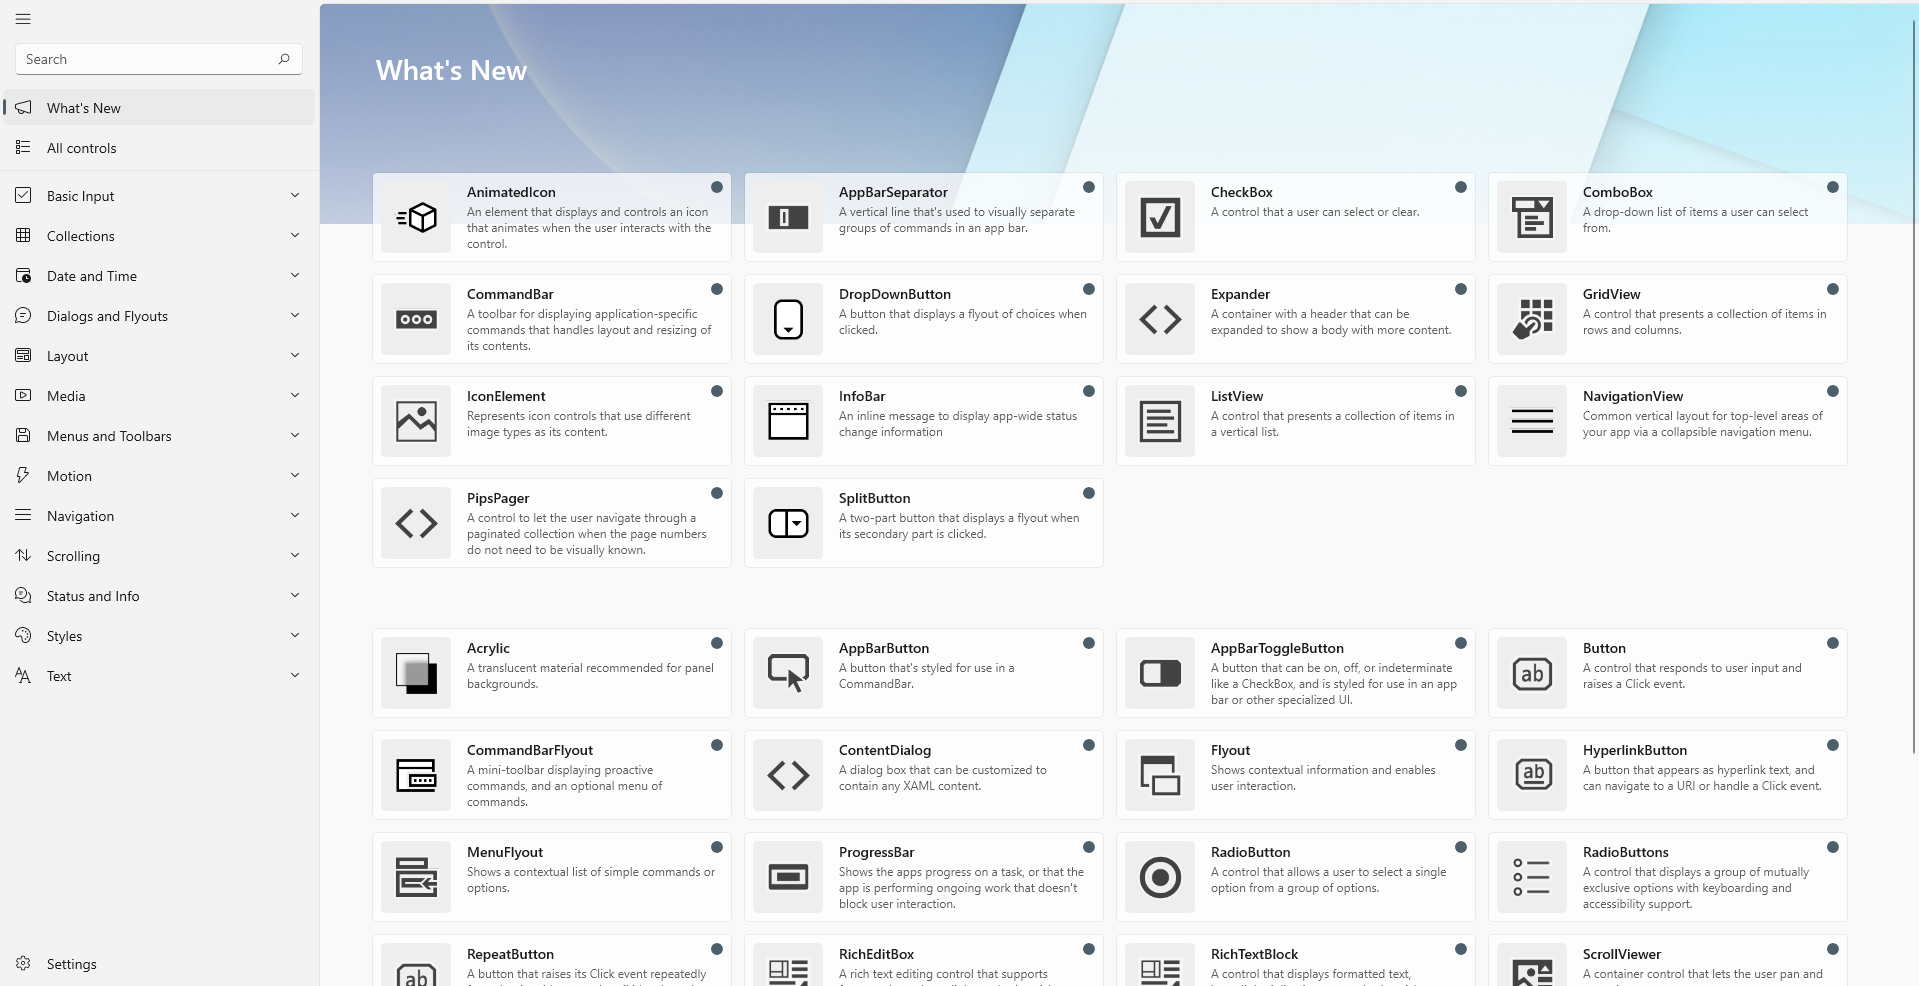 Search
What's New
All controls
Basic Input
Collections
Date and Time
Dialogs and Flyouts
Layout
Media
Menus and Toolbars
Motion
Navigation
Scrolling
Status and Info
Styles
Text
Settings
What's New
AnimatedIcon
An element that displays and controls an icon
that animates when the user interacts with the
control.
AppBarSeparator
A vertical line that's used to visually separate
groups of commands in an app bar.
CheckBox
A control that a user can select or clear.
ComboBox
A drop-down list of items a user can select
from.
CommandBar
A toolbar for displaying application-specific
commands that handles layout and resizing of
its contents.
DropDownButton
A button that displays a flyout of choices when
clicked.
Expander
A container with a header that can be
expanded to show a body with more content.
GridView
A control that presents a collection of items in
rows and columns.
IconElement
Represents icon controls that use different
image types as its content.
InfoBar
An inline message to display app-wide status
change information
ListView
A control that presents a collection of items in
a vertical list.
NavigationView
Common vertical layout for top-level areas of
your app via a collapsible navigation menu.
PipsPager
A control to let the user navigate through a
paginated collection when the page numbers
do not need to be visually known.
SplitButton
A two-part button that displays a flyout when
its secondary part is clicked.
Acrylic
A translucent material recommended for panel
backgrounds.
AppBarButton
A button that's styled for use in a
CommandBar.
AppBarToggleButton
A button that can be on, off, or indeterminate
like a CheckBox, and is styled for use in an app
bar or other specialized UI.
ab
Button
A control that responds to user input and
raises a Click event.
CommandBarFlyout
A mini-toolbar displaying proactive
commands, and an optional menu of
commands.
ContentDialog
A dialog box that can be customized to
contain any XAML content.
Flyout
Shows contextual information and enables
user interaction.
ab
HyperlinkButton
A button that appears as hyperlink text, and
can navigate to a URI or handle a Click event.
MenuFlyout
Shows a contextual list of simple commands or
options.
ProgressBar
Shows the apps progress on a task, or that the
app is performing ongoing work that doesn't
block user interaction.
RadioButton
A control that allows a user to select a single
option from a group of options.
RadioButtons
A control that displays a group of mutually
exclusive options with keyboarding and
accessibility support.
ab
RepeatButton
A button that raises its Click event repeatedly
RichEditBox
A rich text editing control that supports
RichTextBlock
A control that displays formatted text,
ScrollViewer
A container control that lets the user pan and